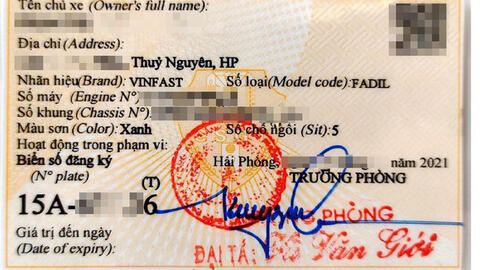 Tên chủ xe (Owner's full name):
Địa chỉ (Address):
Thuỷ Nguyên, HP
Nhãn hiệu (Brand): VINFAST Số loại (Model code): FADIL
Số máy (Engine N°)
Số khung (Chassis N°)
Màu sơn (Color): Xanh Số chỗ ngồi (Sit): 5
Hoạt động trong phạm vi:
Biển số đăng ký Hải Phòng, năm 2021
(N° plate) TRƯỞNG PHÒNG
(T)
15A- 6
PHÒNG
Giá trị đến ngày
(Date of expiry):
ĐẠI TÁ: Văn Giới